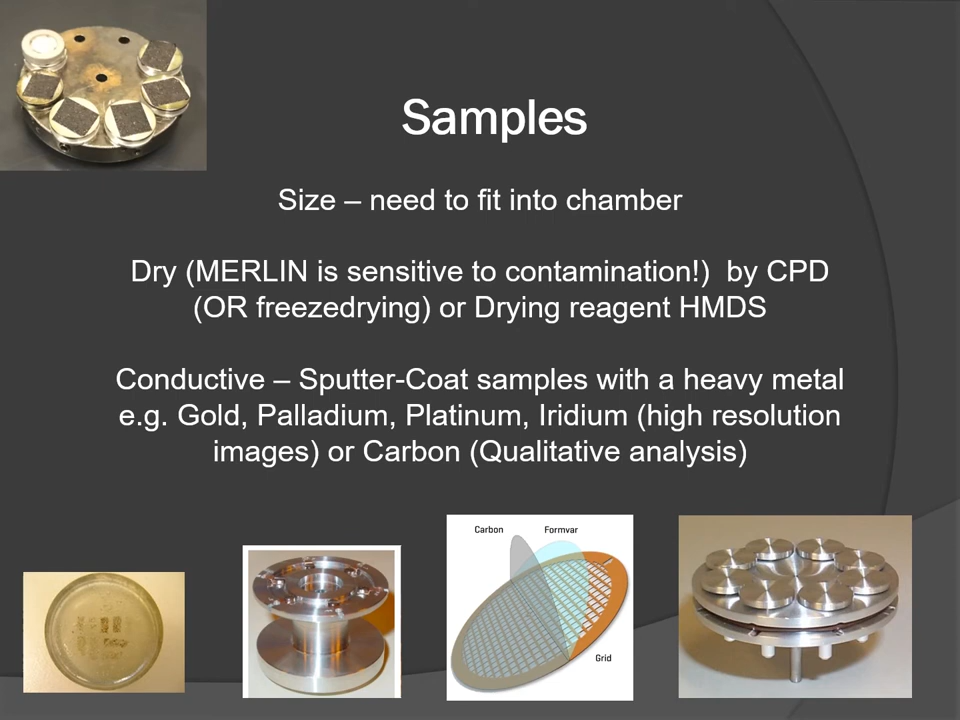 Samples
Size – need to fit into chamber
Dry (MERLIN is sensitive to contamination!)  by CPD
(OR freezedrying) or Drying reagent HMDS
Conductive – Sputter-Coat samples with a heavy metal
e.g. Gold, Palladium, Platinum, Iridium (high resolution
images) or Carbon (Qualitative analysis)
Carbon
Formvar
Grid